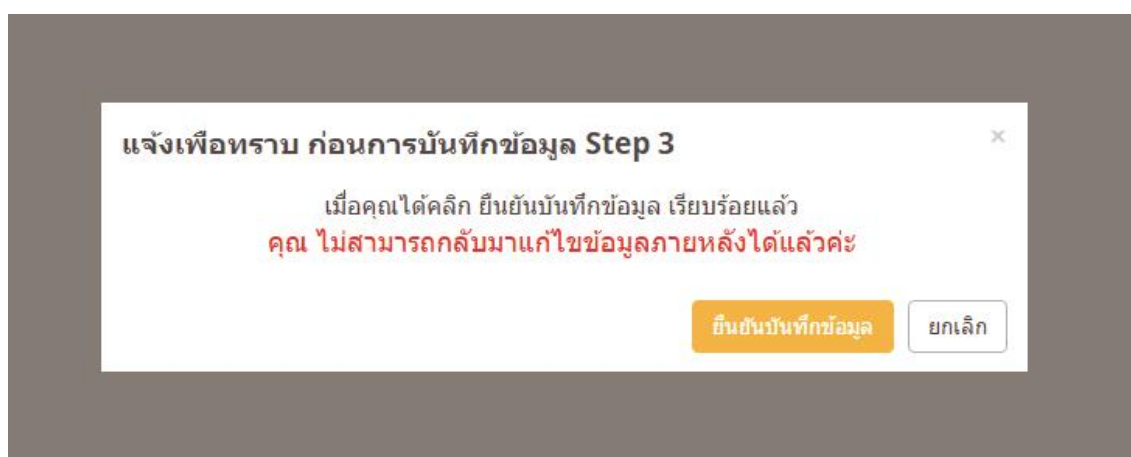 แจ้งเพื่อทราบ ก่อนการบันทึกข้อมูล Step 3
×
เมื่อคุณได้คลิก ยืนยันบันทึกข้อมูล เรียบร้อยแล้ว
คุณ ไม่สามารถกลับมาแก้ไขข้อมูลภายหลังได้แล้วค่ะ
ยืนยันบันทึกข้อมูล
ยกเลิก